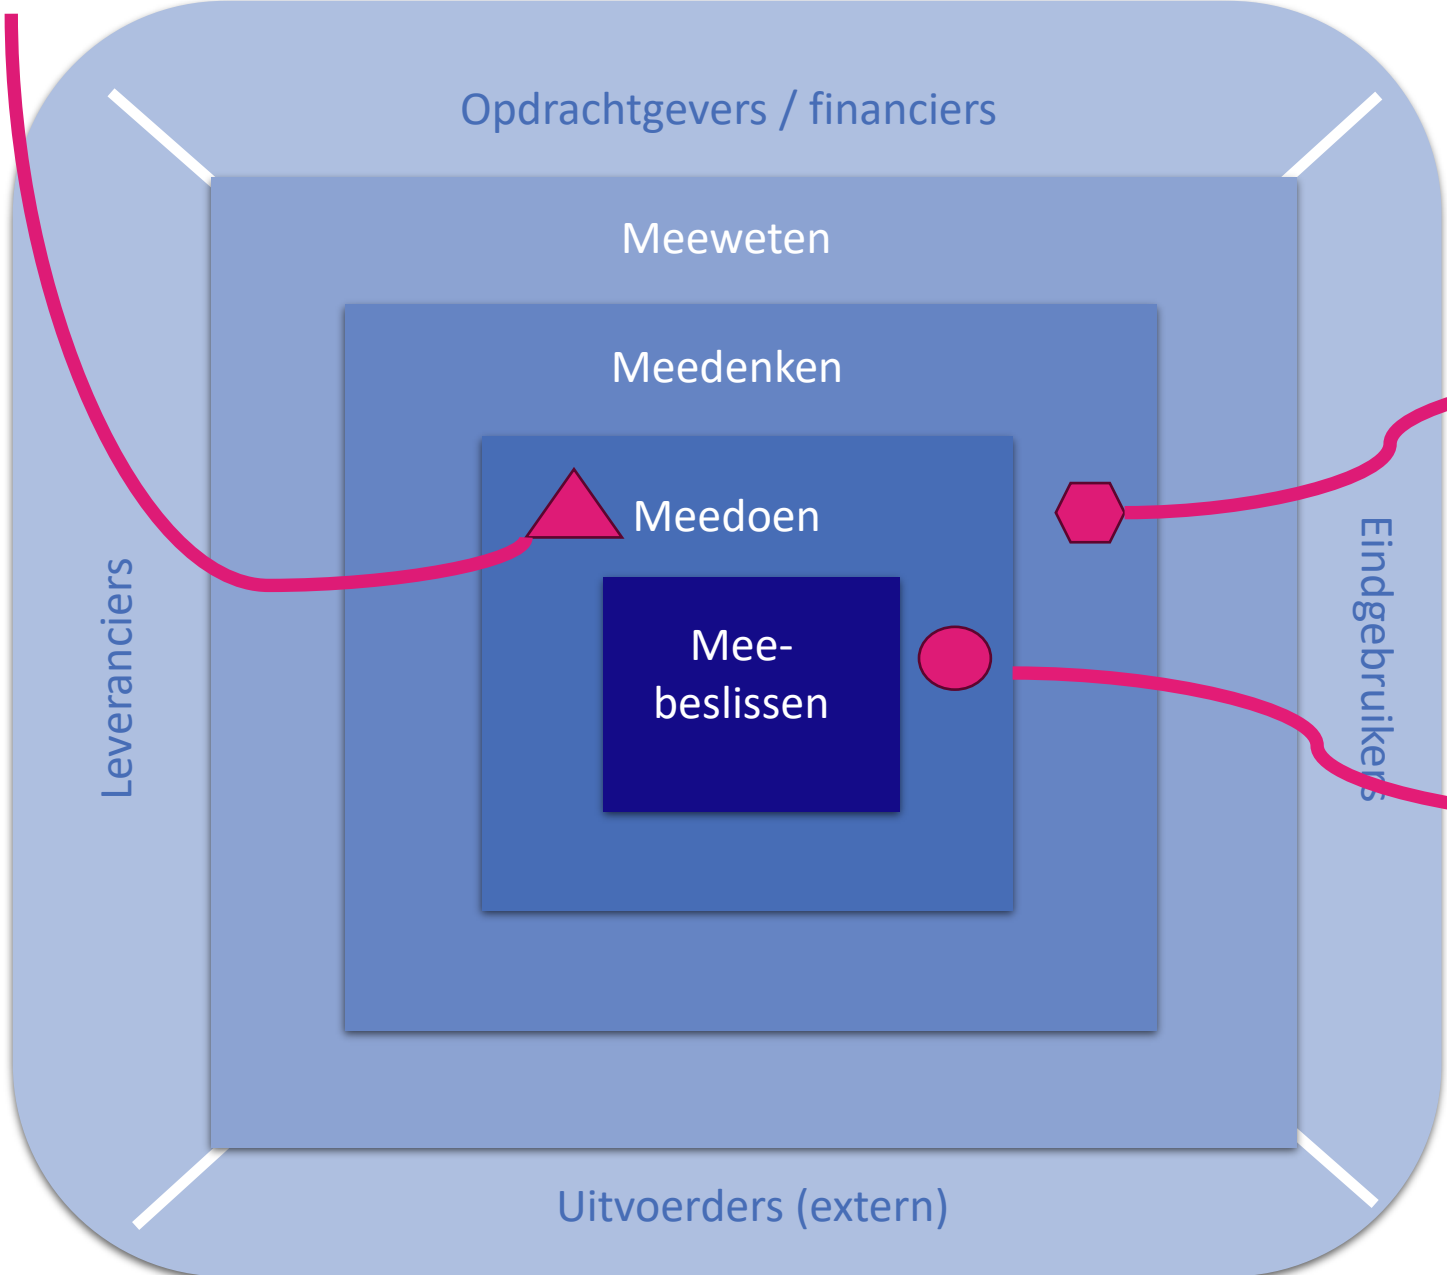 Opdrachtgevers / financiers
Meeweten
Meedenken
Meedoen
Mee-
beslissen
Leveranciers
Eindgebruikers
Uitvoerders (extern)